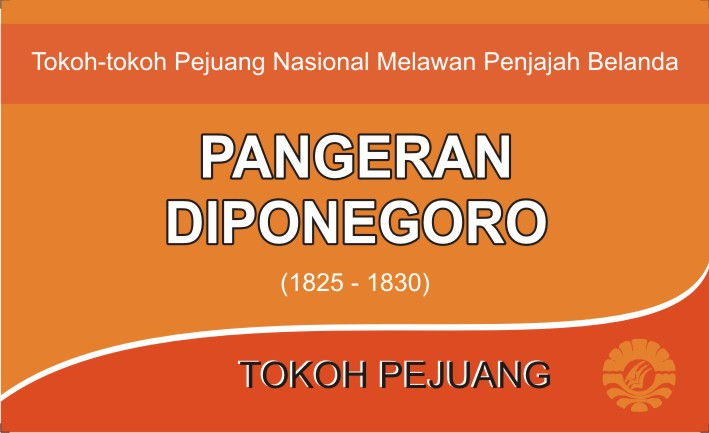 Tokoh-tokoh Pejuang Nasional Melawan Penjajah Belanda
PANGERAN
DIPONEGORO
(1825 - 1830)
TOKOH PEJUANG